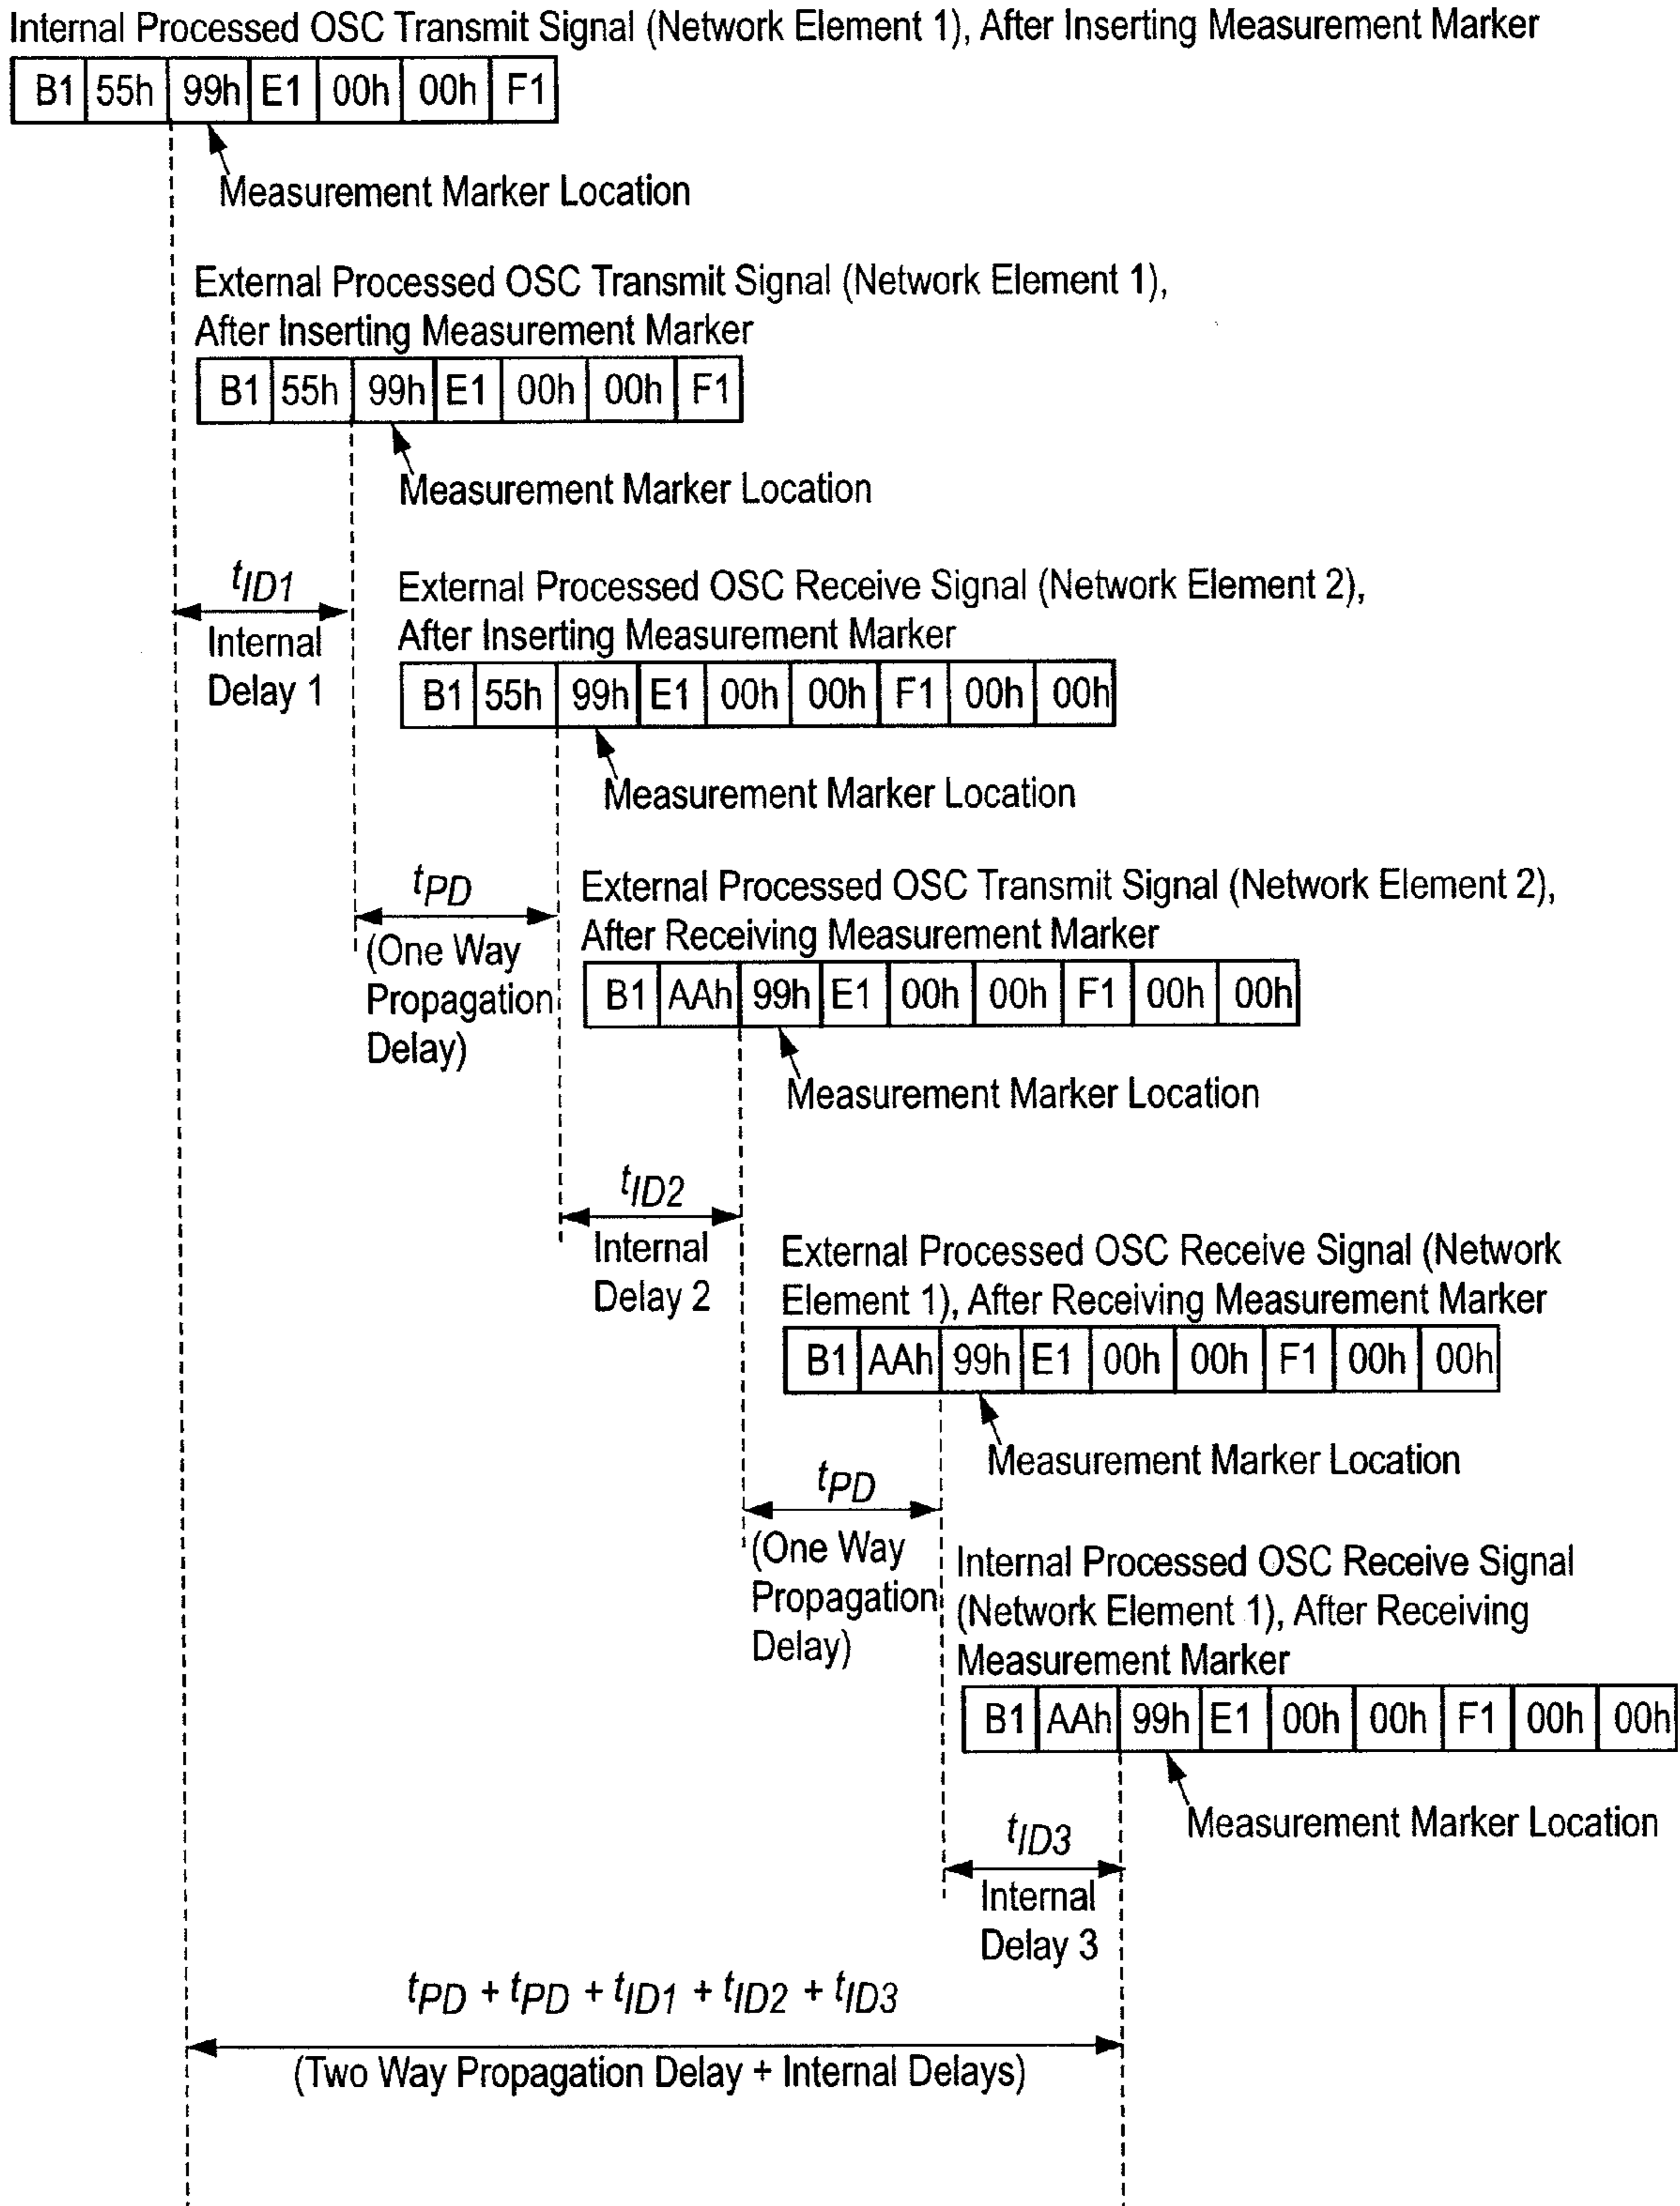 Internal Processed OSC Transmit Signal (Network Element 1), After Inserting Measurement Marker
B1 55h 99h E1 00h 00h F1
Measurement Marker Location
External Processed OSC Transmit Signal (Network Element 1),
After Inserting Measurement Marker
B1 55h 99h E1 00h 00h F1
Measurement Marker Location
tID1
Internal
Delay 1
External Processed OSC Receive Signal (Network Element 2),
After Inserting Measurement Marker
B1 55h 99h E1 00h 00h F1 00h 00h
Measurement Marker Location
tPD
(One Way
Propagation
Delay)
External Processed OSC Transmit Signal (Network Element 2),
After Receiving Measurement Marker
B1 AAh 99h E1 00h 00h F1 00h 00h
Measurement Marker Location
tID2
Internal
Delay 2
External Processed OSC Receive Signal (Network
Element 1), After Receiving Measurement Marker
B1 AAh 99h E1 00h 00h F1 00h 00h
Measurement Marker Location
tPD
(One Way
Propagation
Delay)
Internal Processed OSC Receive Signal
(Network Element 1), After Receiving
Measurement Marker
B1 AAh 99h E1 00h 00h F1 00h 00h
Measurement Marker Location
tID3
Internal
Delay 3
tPD + tPD + tID1 + tID2 + tID3
(Two Way Propagation Delay + Internal Delays)